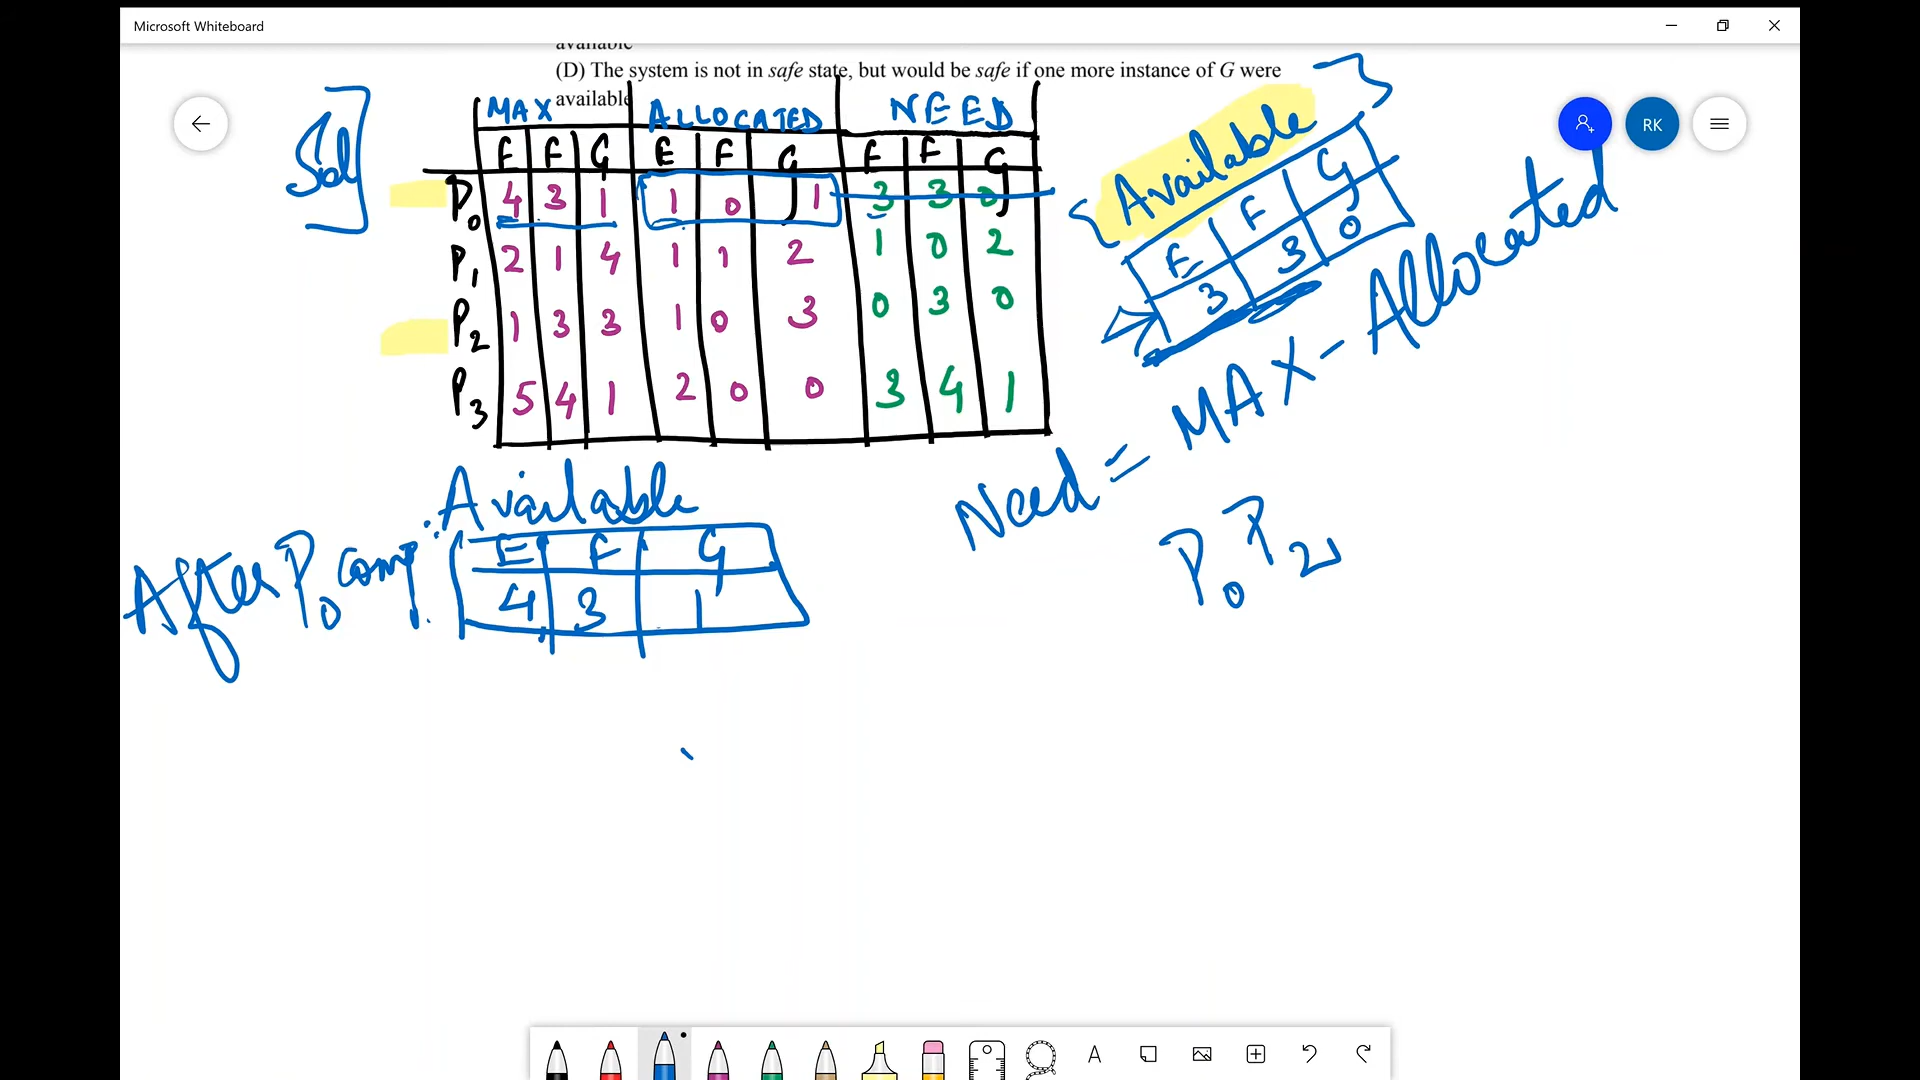 Microsoft Whiteboard
available
(D) The system is not in safe state, but would be safe if one more instance of G were
available
Sol
RK
MAX ALLOCATED NEED
E F G E F G E F G
P0 4 3 1 1 0 1 3 3 0
P1 2 1 4 1 1 2 1 0 2
P2 1 3 3 1 0 3 0 3 0
P3 5 4 1 2 0 0 3 4 1
Available
E F G
3 3 0
Need = MAX - Allocated
P0 P2
After P0 comp: Available
E F G
4 3 1
A